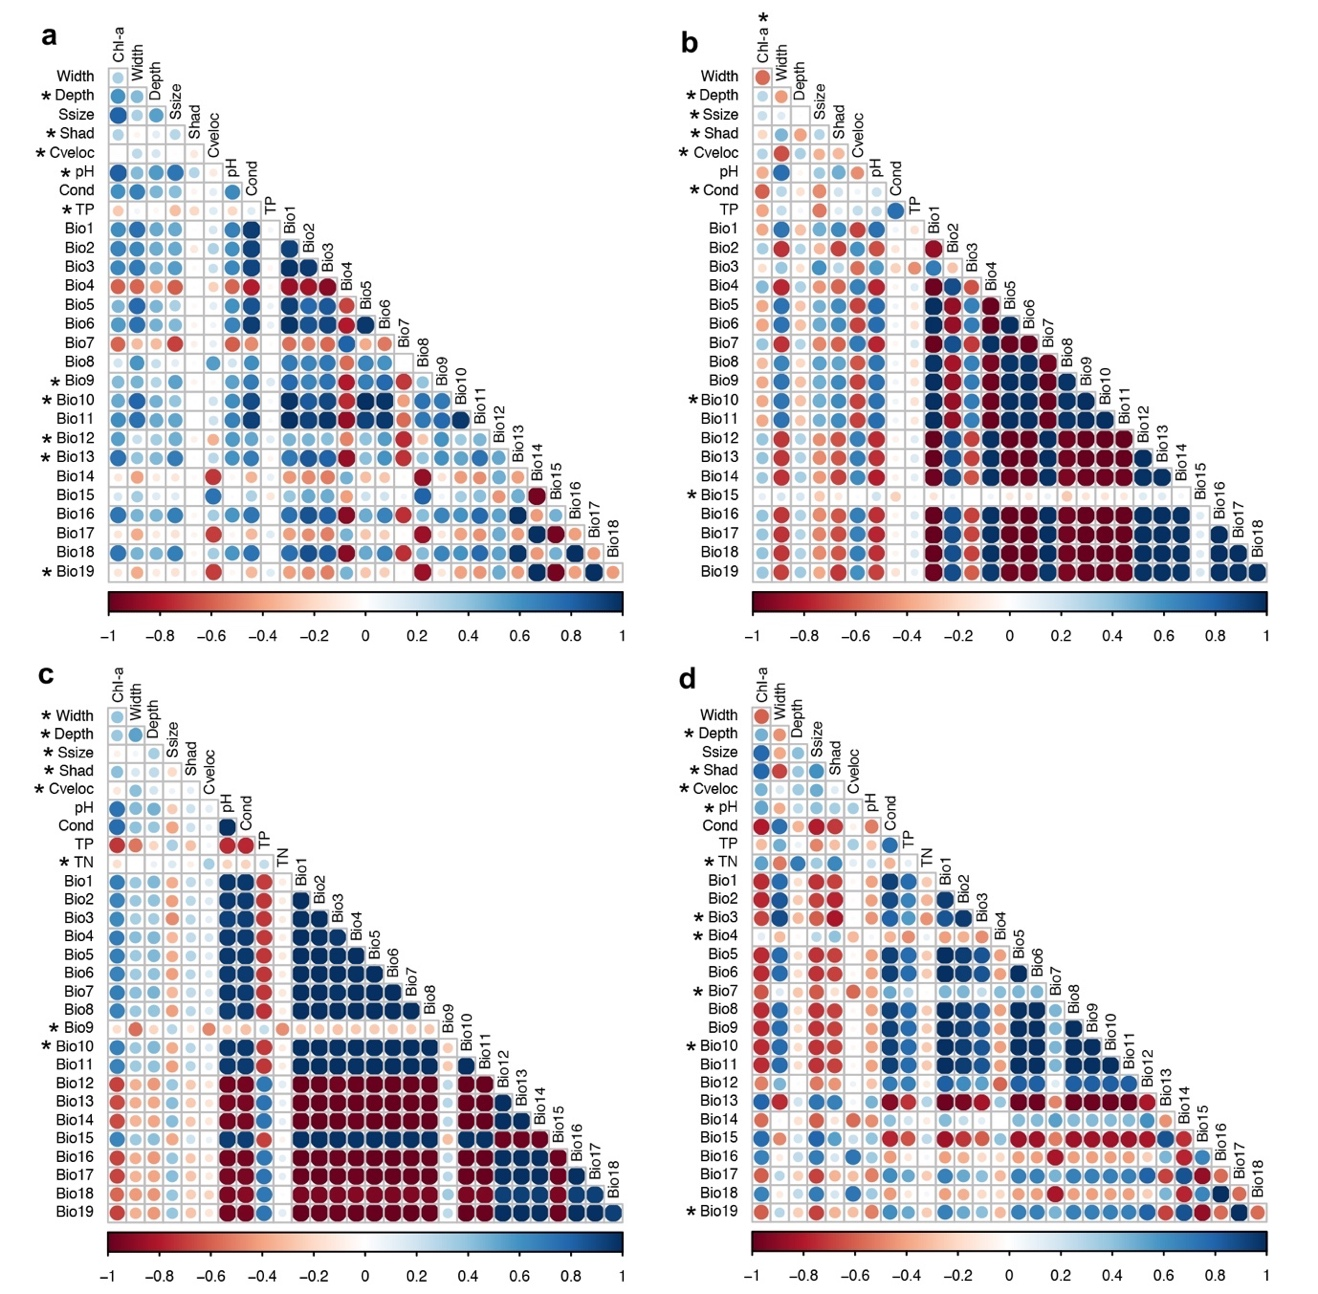 a
Chl-a
Width Width
* Depth Depth
Ssize Ssize
* Shad Shad
* Cveloc Cveloc
* pH pH
Cond Cond
* TP TP
Bio1 Bio1
Bio2 Bio2
Bio3 Bio3
Bio4 Bio4
Bio5 Bio5
Bio6 Bio6
Bio7 Bio7
Bio8 Bio8
* Bio9 Bio9
* Bio10 Bio10
Bio11 Bio11
* Bio12 Bio12
* Bio13 Bio13
Bio14 Bio14
Bio15 Bio15
Bio16 Bio16
Bio17 Bio17
Bio18 Bio18
* Bio19
-1 -0.8 -0.6 -0.4 -0.2 0 0.2 0.4 0.6 0.8 1
b
Chl-a *
Width Width
* Depth Depth
* Ssize Ssize
* Shad Shad
* Cveloc Cveloc
pH pH
* Cond Cond
TP TP
Bio1 Bio1
Bio2 Bio2
Bio3 Bio3
Bio4 Bio4
Bio5 Bio5
Bio6 Bio6
Bio7 Bio7
Bio8 Bio8
Bio9 Bio9
* Bio10 Bio10
Bio11 Bio11
Bio12 Bio12
Bio13 Bio13
Bio14 Bio14
* Bio15 Bio15
Bio16 Bio16
Bio17 Bio17
Bio18 Bio18
Bio19
-1 -0.8 -0.6 -0.4 -0.2 0 0.2 0.4 0.6 0.8 1
c
Chl-a
* Width Width
* Depth Depth
* Ssize Ssize
* Shad Shad
* Cveloc Cveloc
pH pH
Cond Cond
TP TP
* TN TN
Bio1 Bio1
Bio2 Bio2
Bio3 Bio3
Bio4 Bio4
Bio5 Bio5
Bio6 Bio6
Bio7 Bio7
Bio8 Bio8
* Bio9 Bio9
* Bio10 Bio10
Bio11 Bio11
Bio12 Bio12
Bio13 Bio13
Bio14 Bio14
Bio15 Bio15
Bio16 Bio16
Bio17 Bio17
Bio18 Bio18
Bio19
-1 -0.8 -0.6 -0.4 -0.2 0 0.2 0.4 0.6 0.8 1
d
Chl-a
Width Width
* Depth Depth
Ssize Ssize
* Shad Shad
* Cveloc Cveloc
* pH pH
Cond Cond
TP TP
* TN TN
Bio1 Bio1
Bio2 Bio2
* Bio3 Bio3
* Bio4 Bio4
Bio5 Bio5
Bio6 Bio6
* Bio7 Bio7
Bio8 Bio8
Bio9 Bio9
* Bio10 Bio10
Bio11 Bio11
Bio12 Bio12
Bio13 Bio13
Bio14 Bio14
Bio15 Bio15
Bio16 Bio16
Bio17 Bio17
Bio18 Bio18
* Bio19
-1 -0.8 -0.6 -0.4 -0.2 0 0.2 0.4 0.6 0.8 1